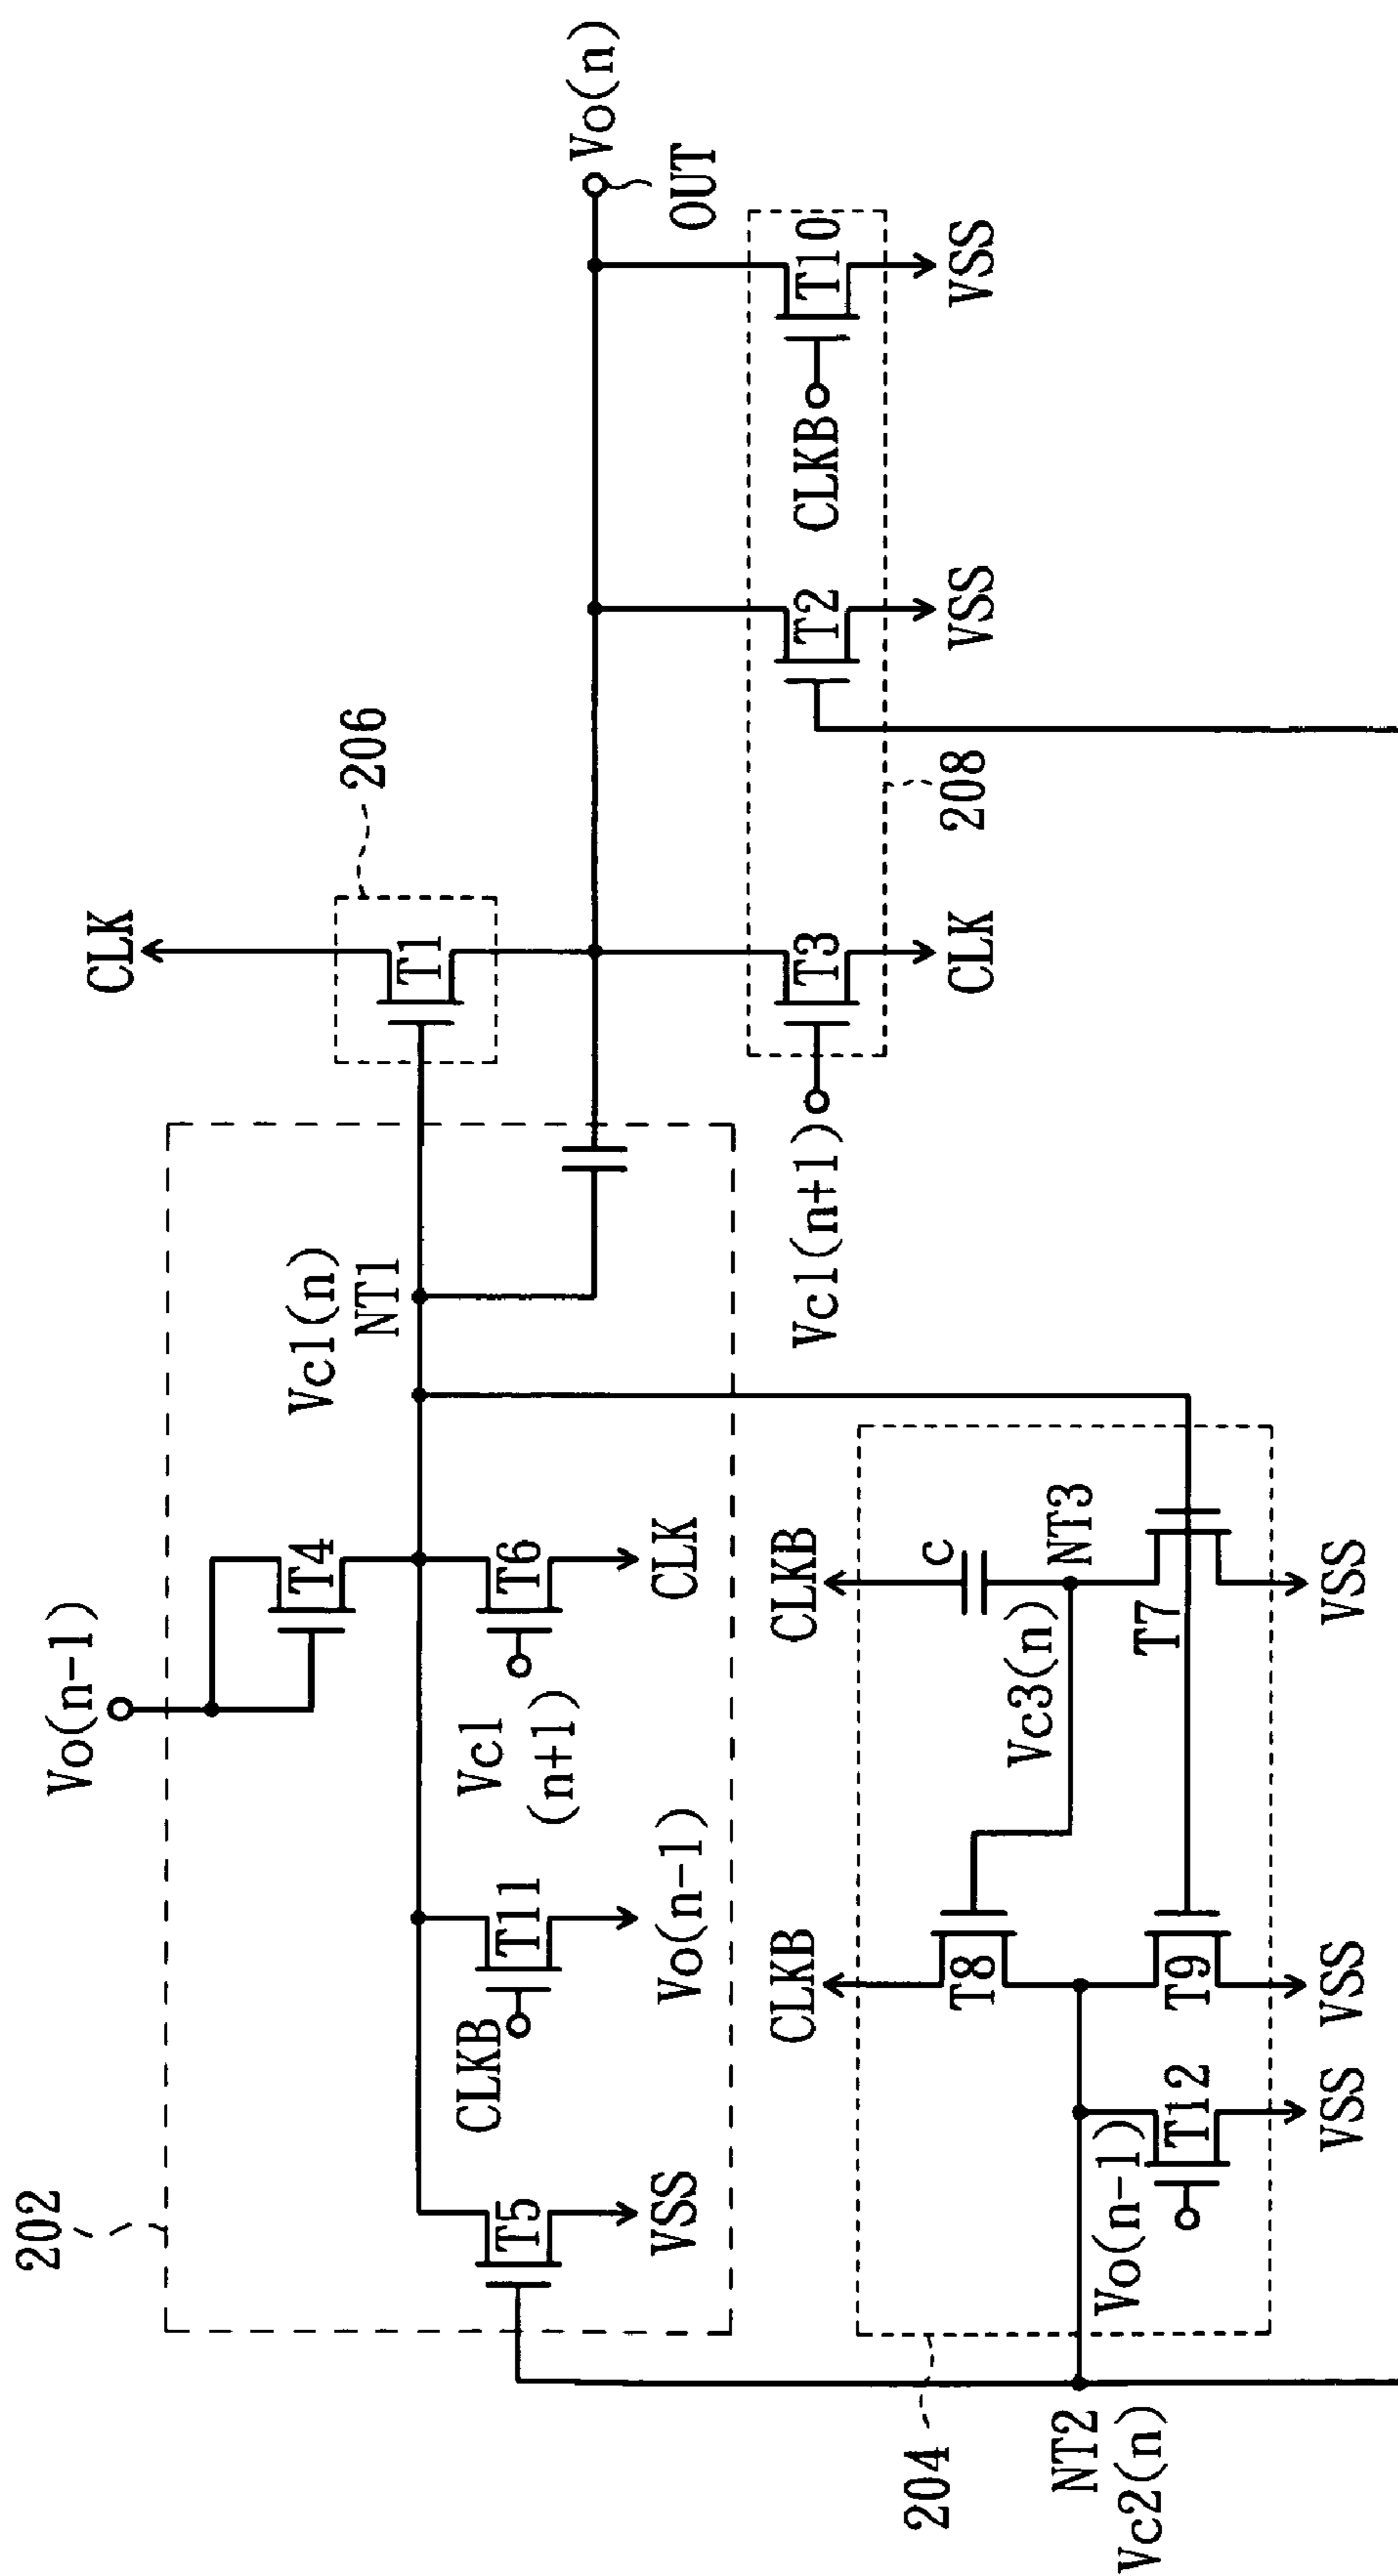 202
Vo(n-1)
T4
Vc1(n)
NT1
T5
VSS
CLKB
T11
Vo(n-1)
Vc1
(n+1)
T6
CLK
CLK
206
T1
Vo(n)
OUT
Vc1(n+1)
T3
CLK
T2
VSS
CLKB
T10
VSS
208
204
NT2
Vc2(n)
CLKB
T8
T9
VSS
Vo(n-1)
T12
VSS
CLKB
C
NT3
Vc3(n)
T7
VSS